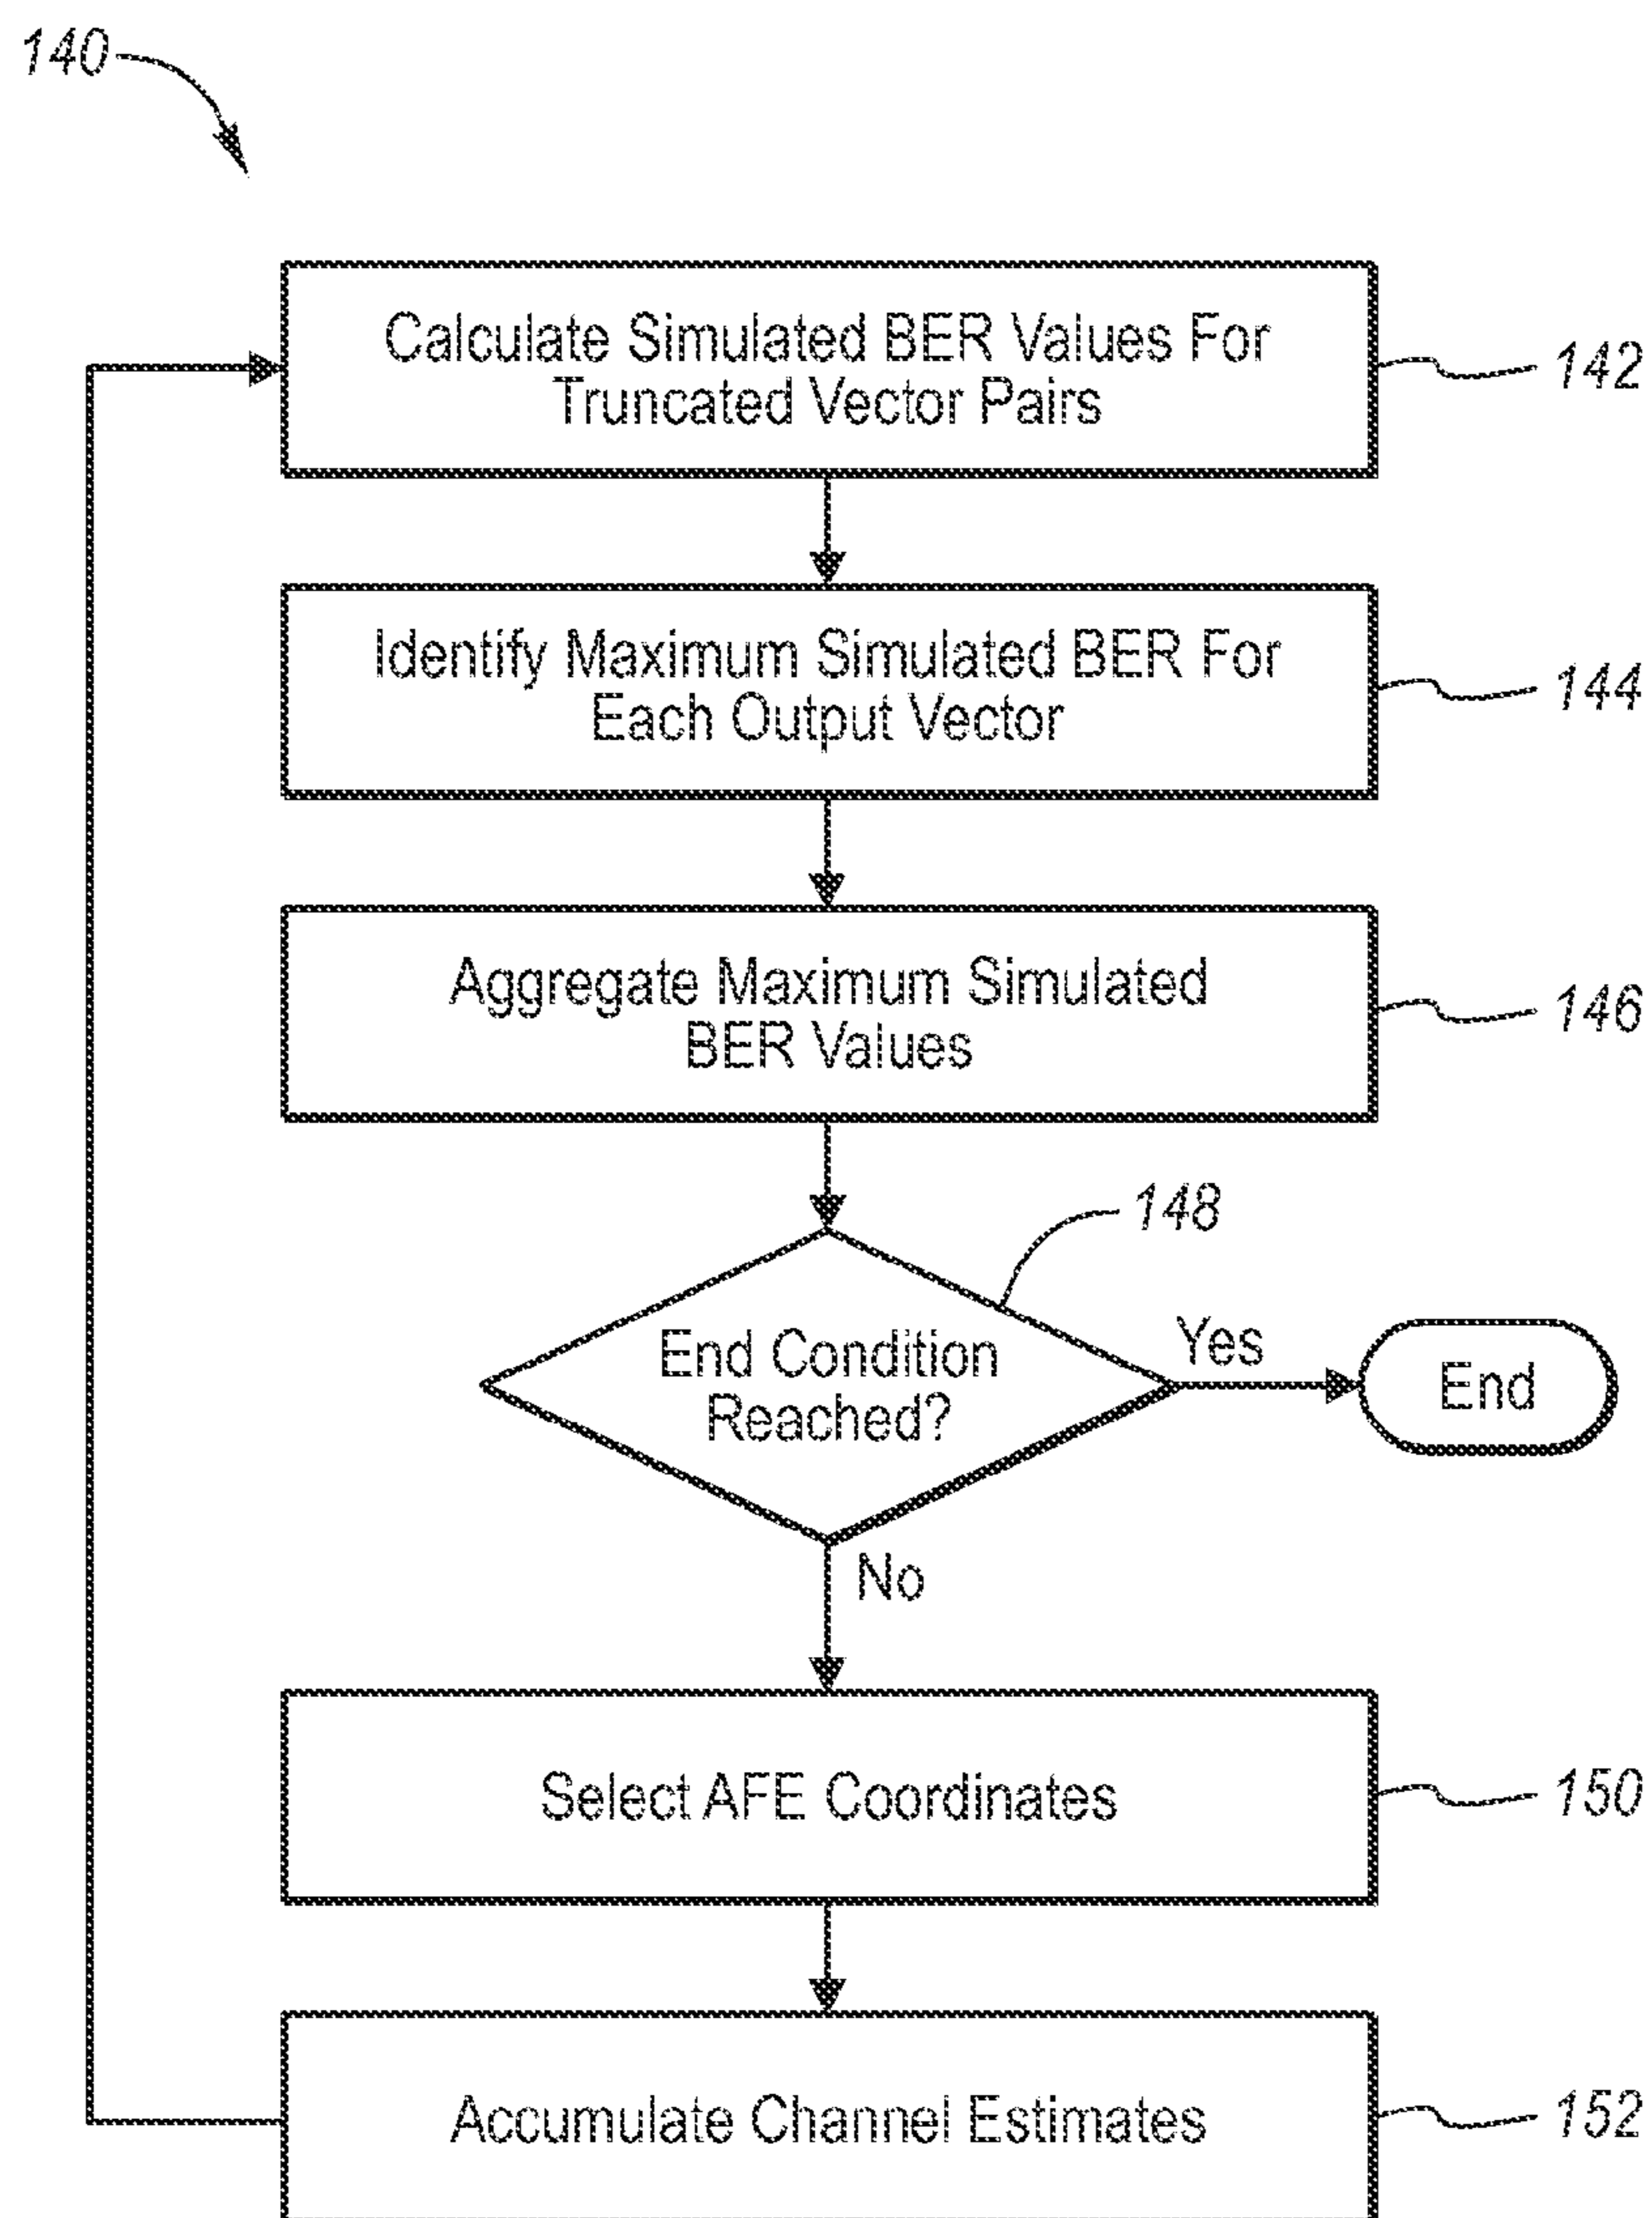 140
Calculate Simulated BER Values For
Truncated Vector Pairs
142
Identify Maximum Simulated BER For
Each Output Vector
144
Aggregate Maximum Simulated
BER Values
146
148
End Condition
Reached?
Yes
End
No
Select AFE Coordinates
150
Accumulate Channel Estimates
152